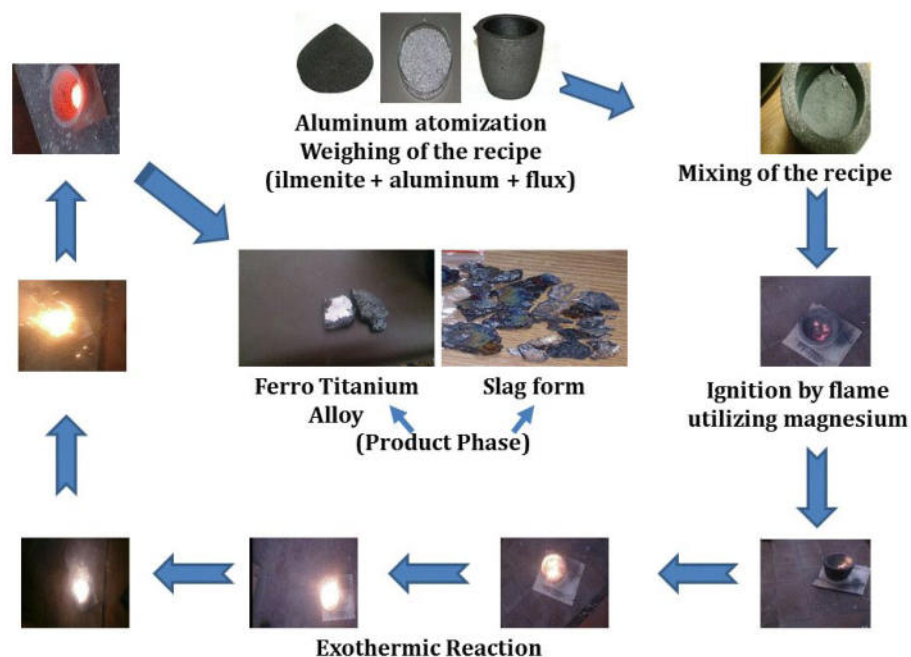 Aluminum atomization
Weighing of the recipe
(ilmenite + aluminum + flux)
Mixing of the recipe
Ignition by flame
utilizing magnesium
Exothermic Reaction
Ferro Titanium
Alloy
Slag form
(Product Phase)